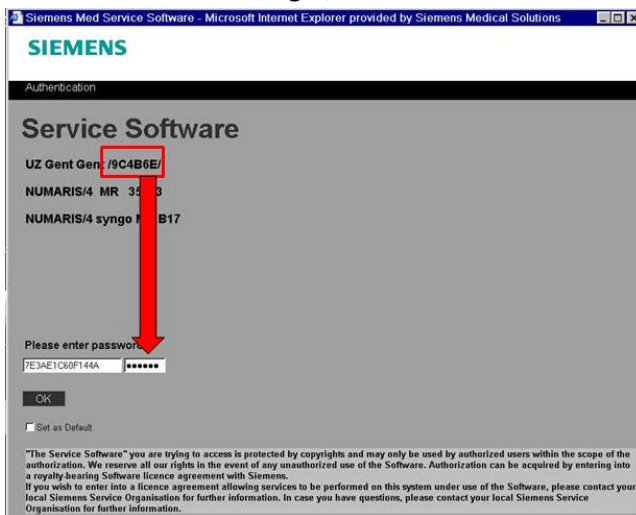 Siemens Med Service Software - Microsoft Internet Explorer provided by Siemens Medical Solutions
SIEMENS
Authentication
Service Software
UZ Gent /9C4B6E/
NUMARIS/4 MR
NUMARIS/4 syngo B17
Please enter password
7E3AE1C60F144A ••••••
OK
Set as Default
"The Service Software" you are trying to access is protected by copyrights and may only be used by authorized users within the scope of the
authorization. We reserve all our rights in the event of any unauthorized use of the Software. Authorization can be acquired by entering into
a royalty-bearing Software licence agreement with Siemens.
If you wish to enter into a licence agreement allowing services to be performed on this system under use of the Software, please contact your
local Siemens Service Organisation for further information. In case you have questions, please contact your local Siemens Service
Organisation for further information.